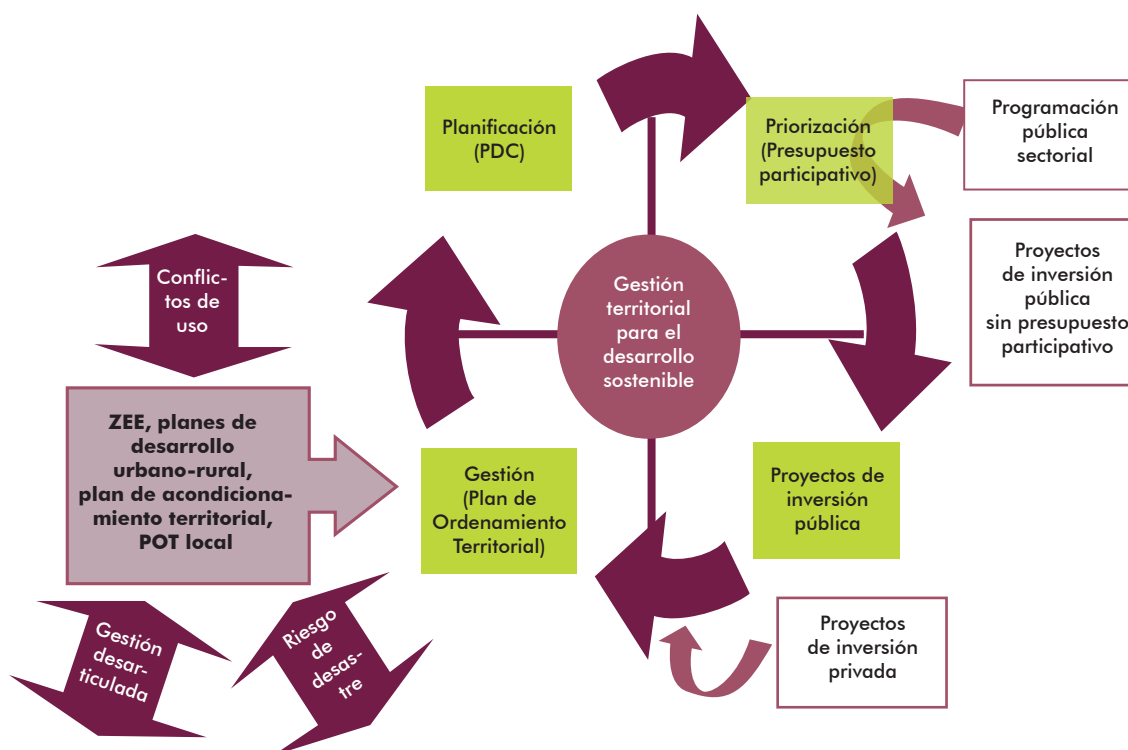 Planificación
(PDC)
Priorización
(Presupuesto
participativo)
Programación
pública
sectorial
Proyectos
de inversión
pública
sin presupuesto
participativo
Conflic-
tos de
uso
Gestión
territorial
para el
desarrollo
sostenible
ZEE, planes de
desarrollo
urbano-rural,
plan de acondiciona-
miento territorial,
POT local
Gestión
(Plan de
Ordenamiento
Territorial)
Proyectos de
inversión
pública
Gestión
desar-
ticulada
Riesgo
de
desas-
tre
Proyectos
de inversión
privada